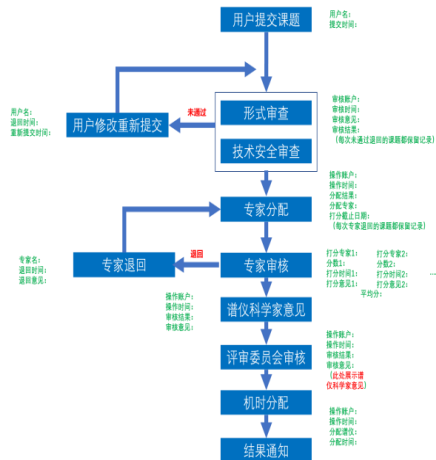 用户提交课题
用户名：
提交时间：
用户名：
退回时间：
重新提交时间：
用户修改重新提交
未通过
形式审查
技术安全审查
审核账户：
审核时间：
审核意见：
审核结果：
（每次未通过退回的课题都保留记录）
专家分配
操作账户：
操作时间：
分配结果：
分配专家：
打分截止日期：
（每次专家退回的课题都保留记录）
专家名：
退回时间：
退回意见：
专家退回
退回
专家审核
打分专家1：
分数1：
打分时间1：
打分意见1：
打分专家2：
分数2：
打分时间2：
打分意见2：
…
平均分：
操作账户：
操作时间：
审核结果：
审核意见：
谱仪科学家意见
评审委员会审核
操作账户：
操作时间：
审核结果：
审核意见：
（此处展示谱
仪科学家意见）
机时分配
操作账户：
操作时间：
分配谱仪：
分配时间：
结果通知